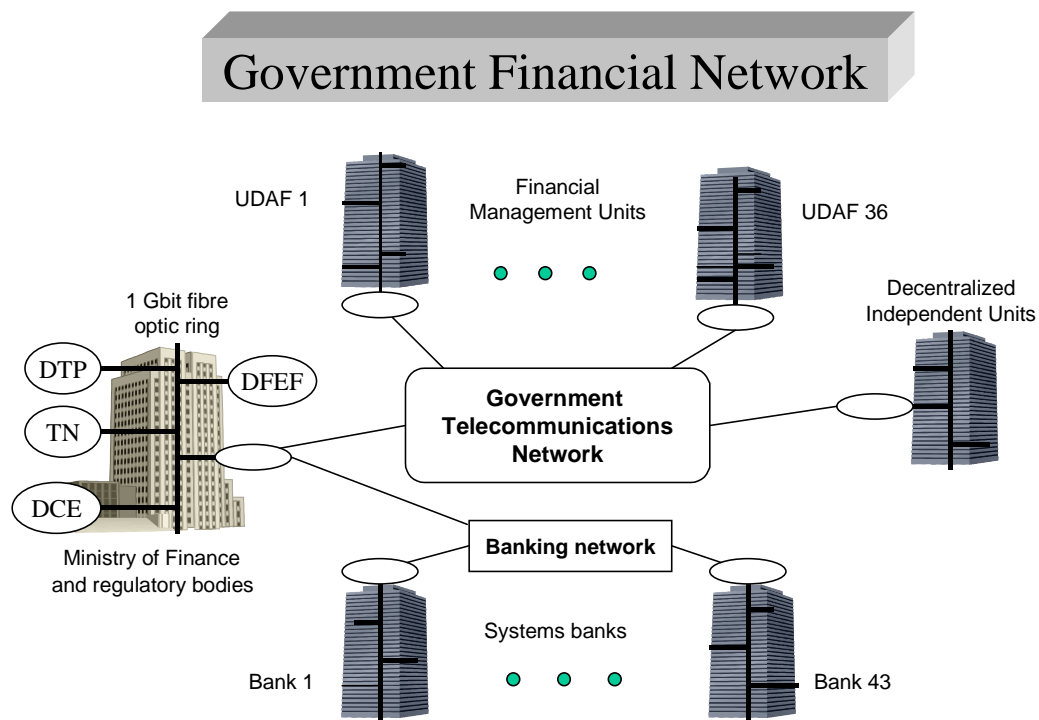 Government Financial Network
UDAF 1
Financial
Management Units
UDAF 36
1 Gbit fibre
optic ring
Decentralized
Independent Units
DTP
DFEF
TN
DCE
Government
Telecommunications
Network
Ministry of Finance
and regulatory bodies
Banking network
Systems banks
Bank 1
Bank 43